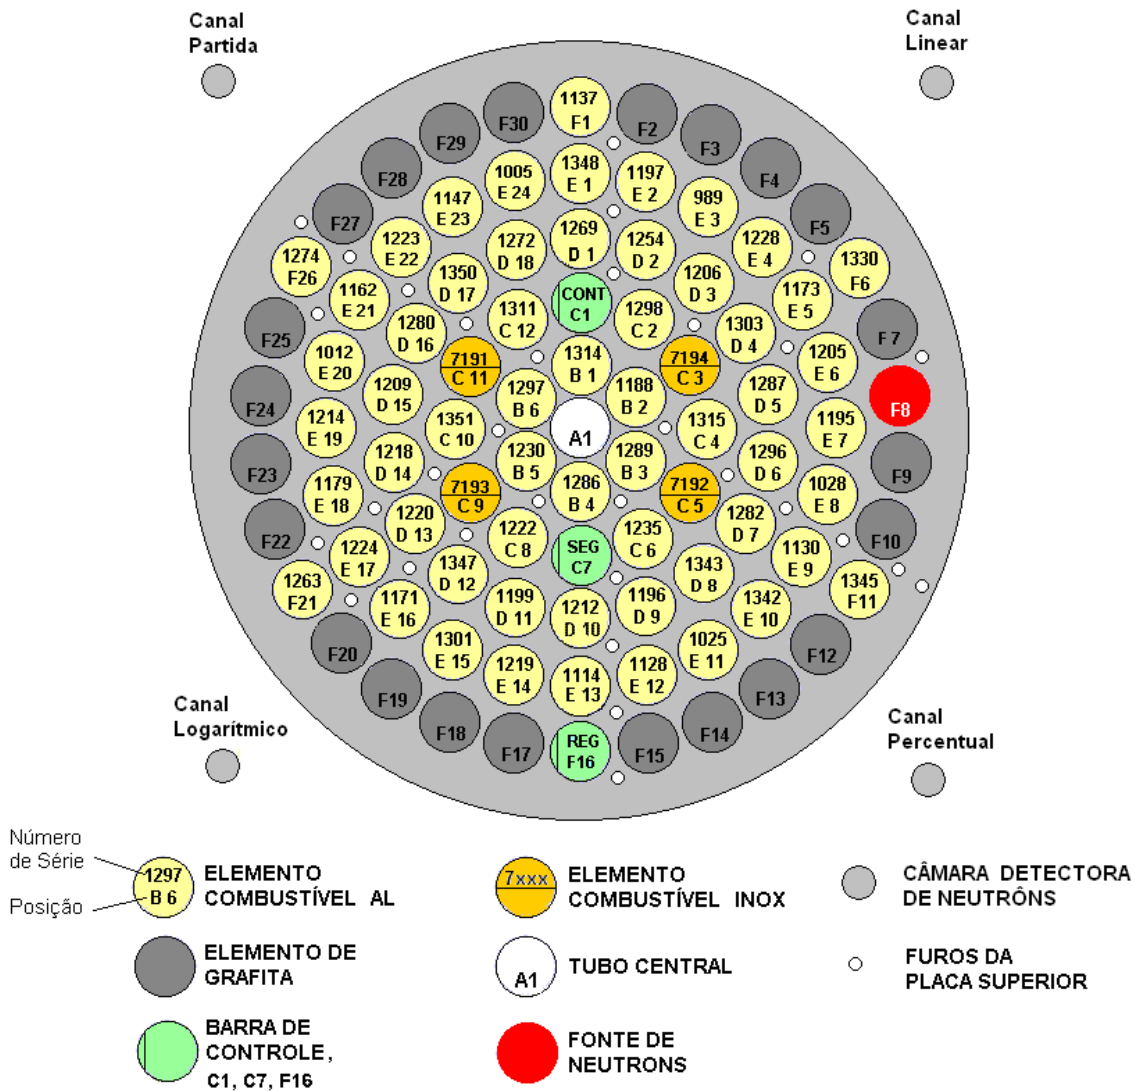 Canal
Partida
Canal
Linear
1137
F1
F30
F2
F29
F3
1348
E 1
1005
E 24
1197
E 2
F28
F4
1147
E 23
989
E 3
F27
F5
1269
D 1
1272
D 18
1254
D 2
1223
E 22
1228
E 4
1274
F26
1330
F6
1350
D 17
1206
D 3
1162
E 21
1173
E 5
CONT
C1
1311
C 12
1298
C 2
F25
F 7
1280
D 16
1303
D 4
1012
E 20
1205
E 6
7191
C 11
1314
B 1
7194
C 3
F24
F8
1209
D 15
1287
D 5
1297
B 6
1188
B 2
1214
E 19
1351
C 10
A1
1315
C 4
1195
E 7
F23
F9
1218
D 14
1230
B 5
1289
B 3
1296
D 6
1179
E 18
7193
C 9
1286
B 4
7192
C 5
1028
E 8
F22
F10
1220
D 13
1282
D 7
1222
C 8
SEG
C7
1235
C 6
1224
E 17
1130
E 9
1263
F21
1347
D 12
1343
D 8
1345
F11
1171
E 16
1199
D 11
1212
D 10
1196
D 9
1342
E 10
F20
F12
1301
E 15
1025
E 11
1219
E 14
1114
E 13
1128
E 12
F19
F13
F18
F14
F17
REG
F16
F15
Canal
Logarítmico
Canal
Percentual
Número
de Série
Posição
1297
B 6
ELEMENTO
COMBUSTÍVEL AL
7xxx
ELEMENTO
COMBUSTÍVEL INOX
CÂMARA DETECTORA
DE NEUTRÔNS
ELEMENTO DE
GRAFITA
A1
TUBO CENTRAL
FUROS DA
PLACA SUPERIOR
BARRA DE
CONTROLE,
C1, C7, F16
FONTE DE
NEUTRONS